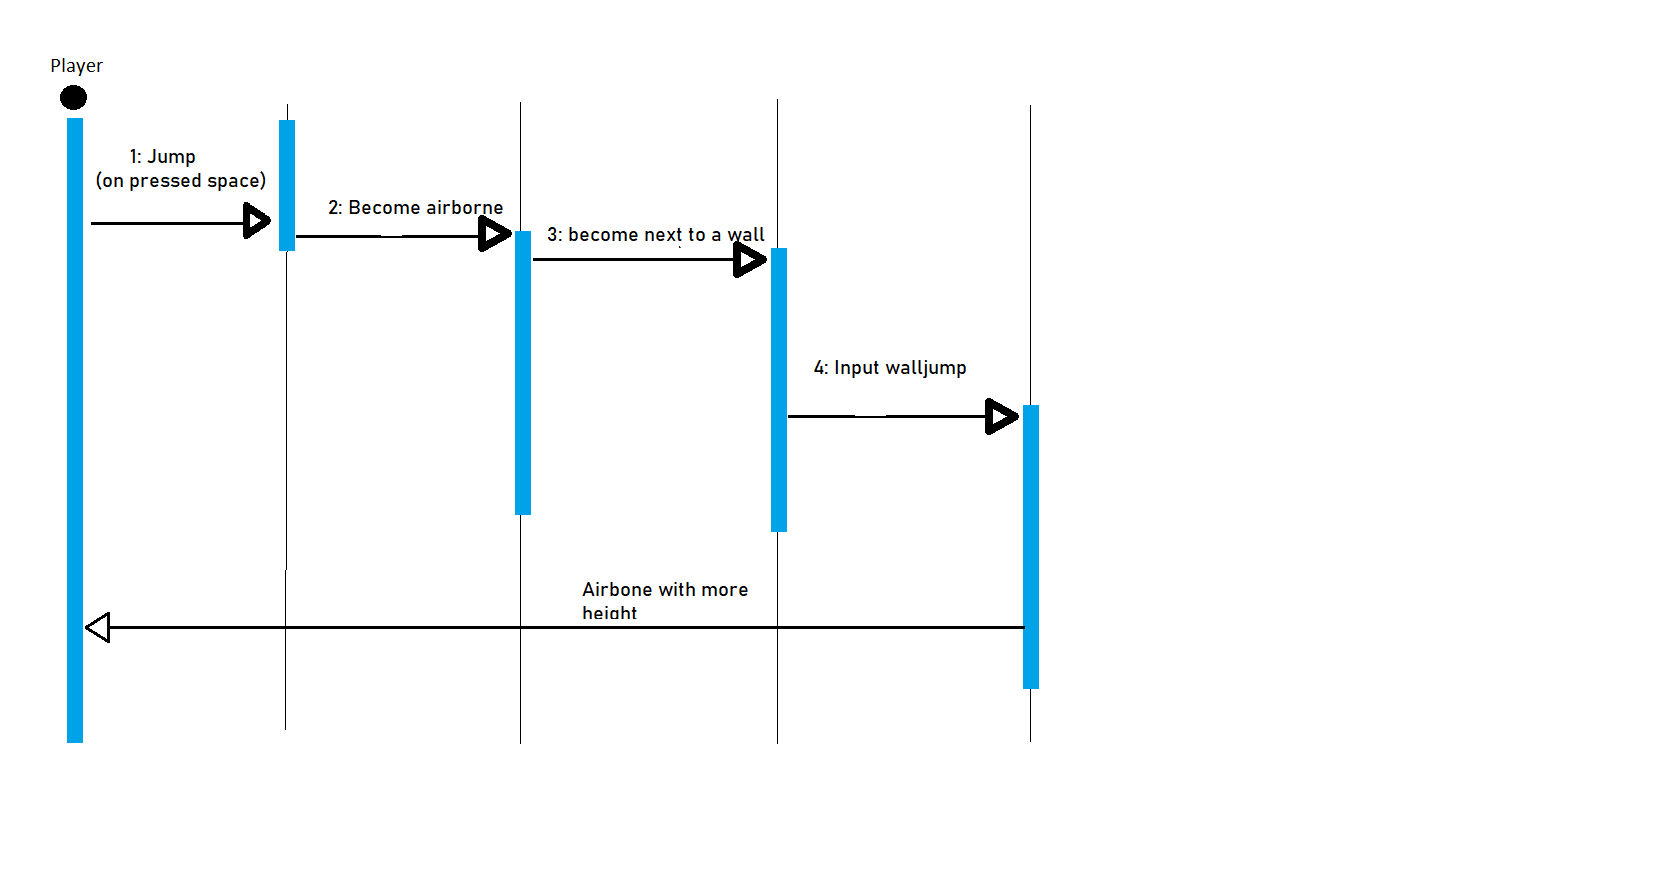 Player
1: Jump
(on pressed space)
2: Become airborne
3: become next to a wall
4: Input walljump
Airbone with more
height